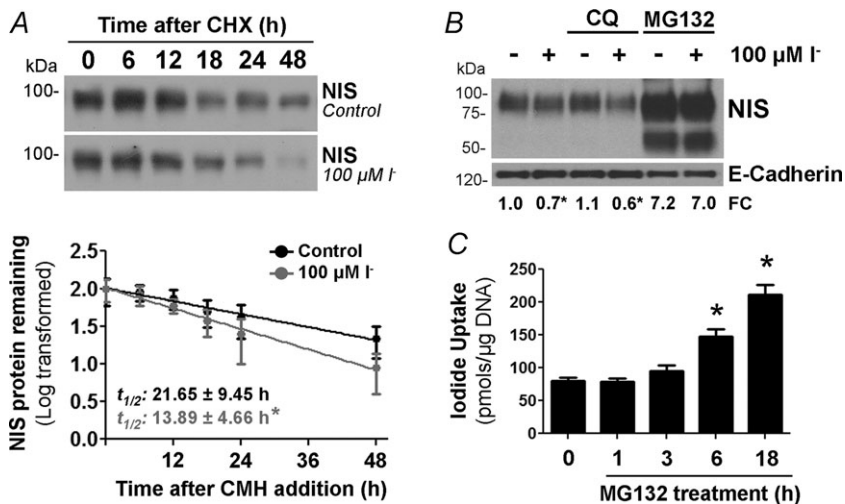 A
Time after CHX (h)
0 6 12 18 24 48
kDa
100-
NIS
Control
100-
NIS
100 µM I-
NIS protein remaining
(Log transformed)
2.5
2.0
1.5
1.0
0.5
0.0
Control
100 µM I-
t1/2: 21.65 ± 9.45 h
t1/2: 13.89 ± 4.66 h*
12 24 36 48
Time after CMH addition (h)
B
CQ MG132
- + - + - + 100 µM I-
kDa
100-
75-
50-
NIS
120-
E-Cadherin
1.0 0.7* 1.1 0.6* 7.2 7.0 FC
C
Iodide Uptake
(pmols/µg DNA)
250
200
150
100
50
0
* *
0 1 3 6 18
MG132 treatment (h)